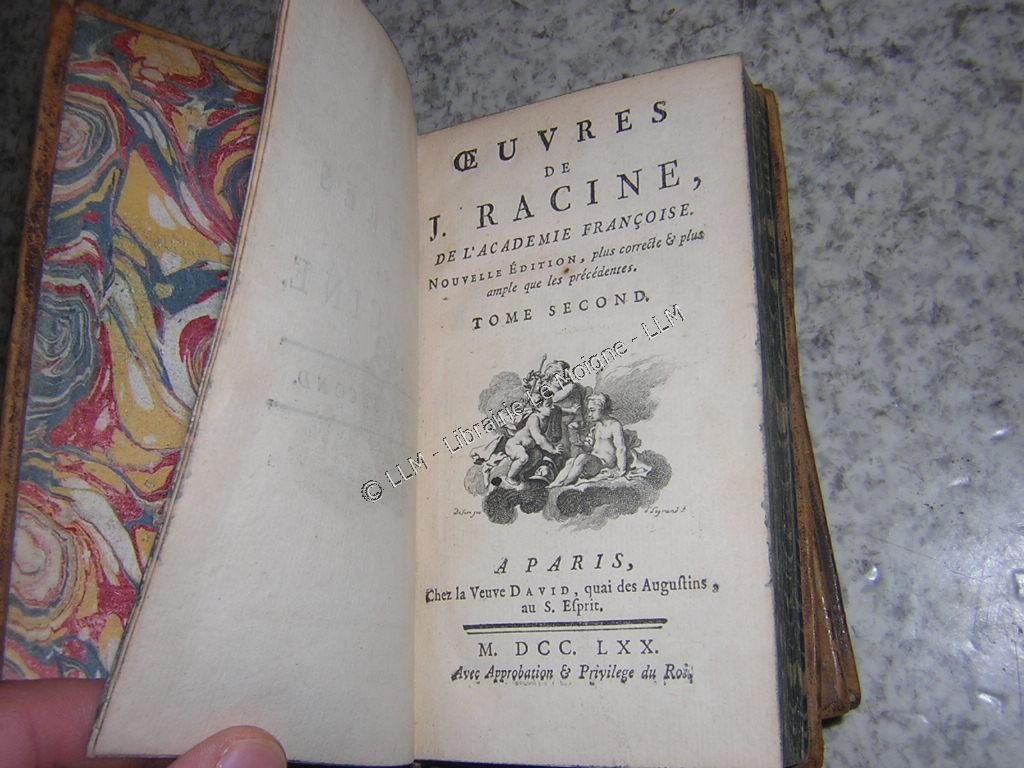 ŒUVRES
DE
J. RACINE,
DE L'ACADEMIE FRANÇOISE.
NOUVELLE ÉDITION, plus correcte & plus
ample que les précédentes.
TOME SECOND.
© LLM - Librairie Le Moigne - LLM
A PARIS,
Chez la Veuve DAVID, quai des Auguſtins,
au S. Eſprit.
M. DCC. LXX.
Avec Approbation & Privilege du Roi.